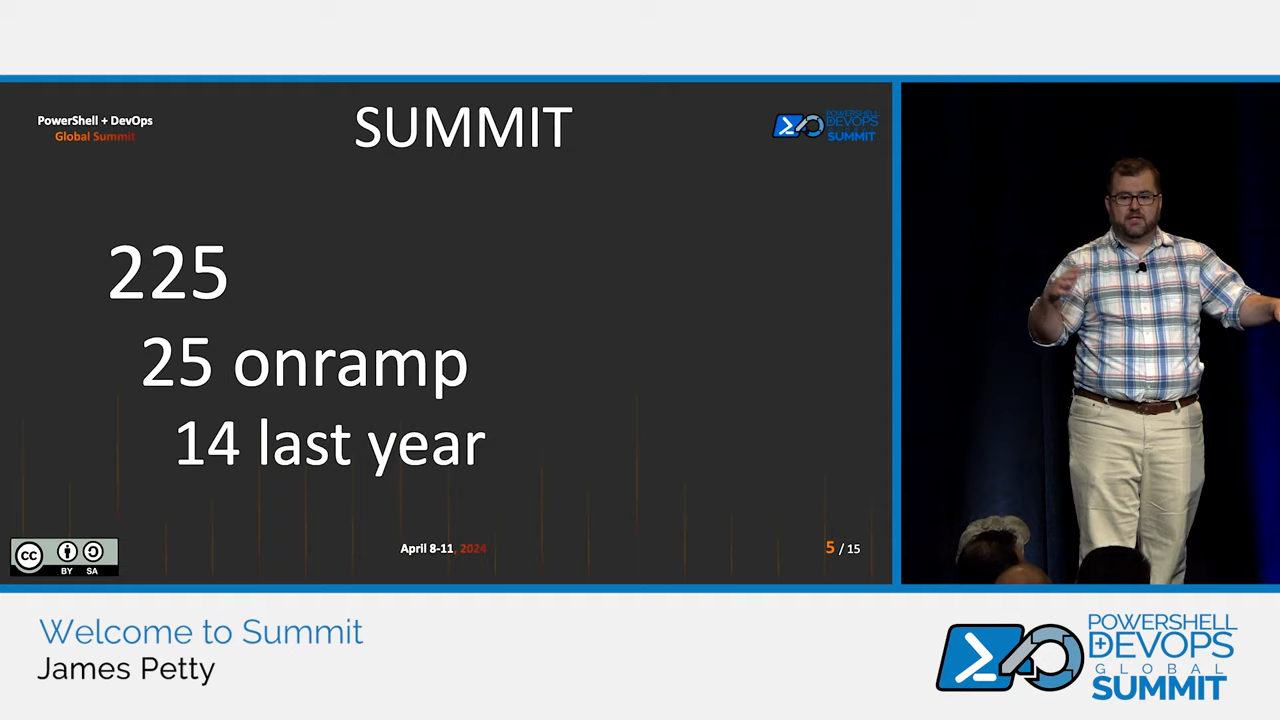 PowerShell + DevOps
Global Summit
SUMMIT
POWERSHELL
DEVOPS
SUMMIT
225
25 onramp
14 last year
CC
BY SA
April 8-11, 2024
5 / 15
Welcome to Summit
James Petty
POWERSHELL
+DEVOPS
GLOBAL
SUMMIT